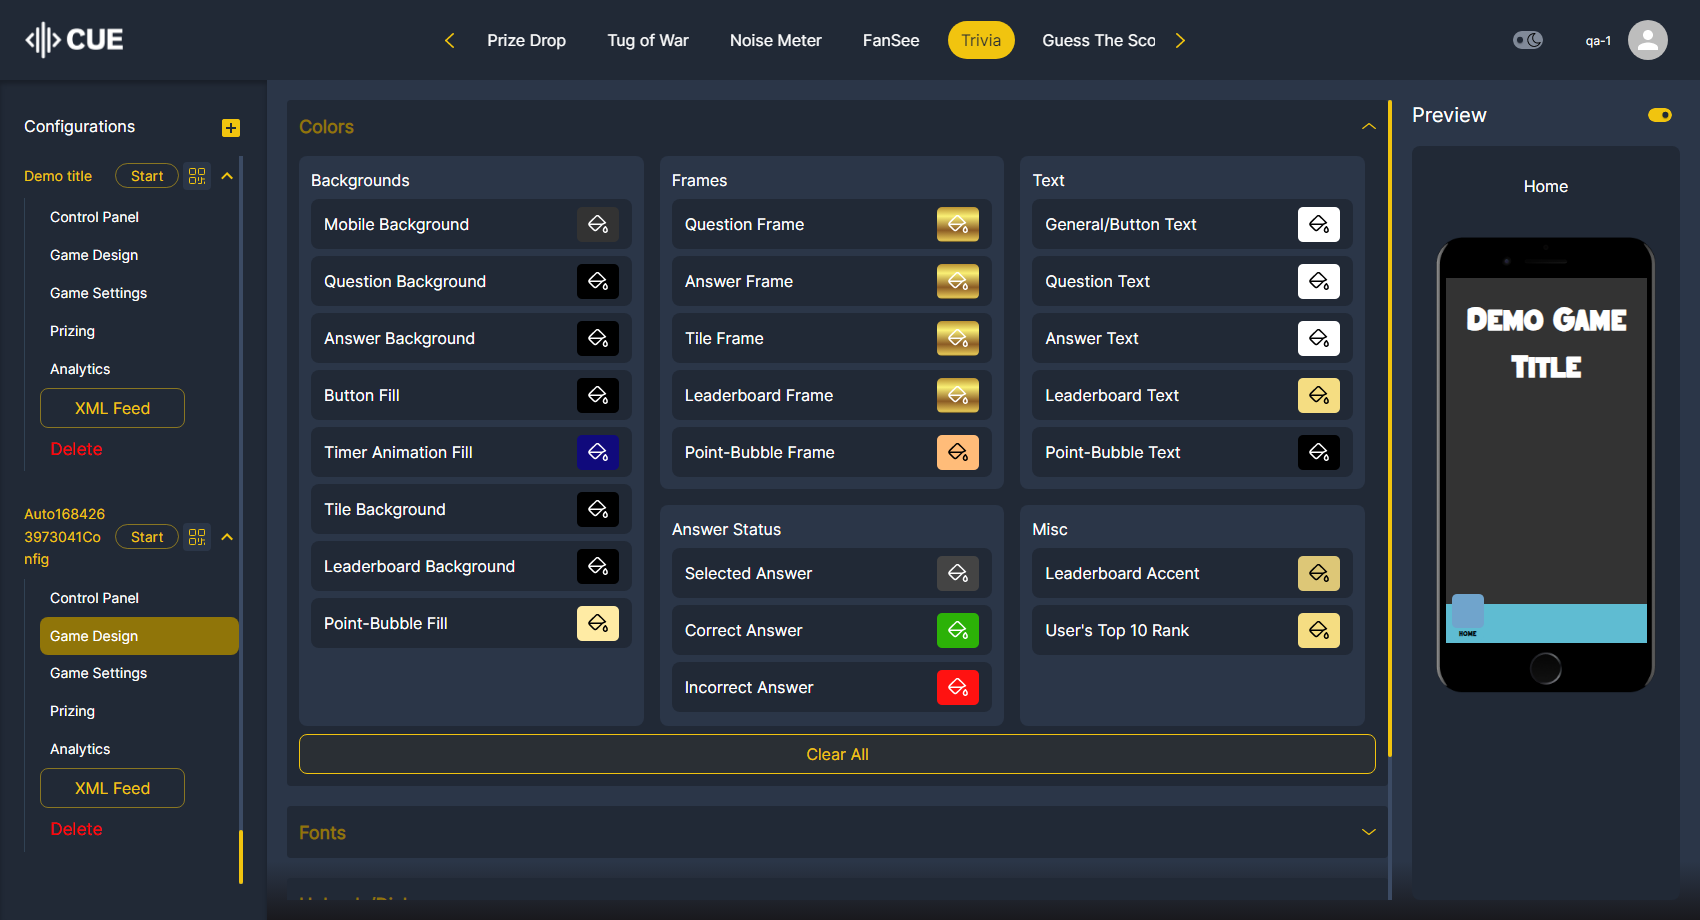 CUE
Prize Drop
Tug of War
Noise Meter
FanSee
Trivia
Guess The Sco
qa-1
Configurations
Demo title
Start
Control Panel
Game Design
Game Settings
Prizing
Analytics
XML Feed
Delete
Auto168426
3973041Co
nfig
Start
Control Panel
Game Design
Game Settings
Prizing
Analytics
XML Feed
Delete
Colors
Backgrounds
Mobile Background
Question Background
Answer Background
Button Fill
Timer Animation Fill
Tile Background
Leaderboard Background
Point-Bubble Fill
Frames
Question Frame
Answer Frame
Tile Frame
Leaderboard Frame
Point-Bubble Frame
Text
General/Button Text
Question Text
Answer Text
Leaderboard Text
Point-Bubble Text
Answer Status
Selected Answer
Correct Answer
Incorrect Answer
Misc
Leaderboard Accent
User's Top 10 Rank
Clear All
Fonts
Preview
Home
Demo Game
Title
HOME